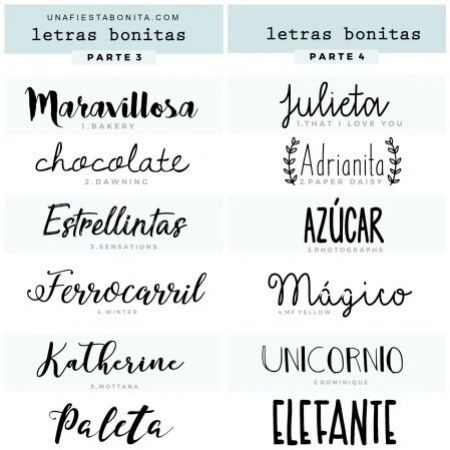 UNAFIESTABONITA.COM
letras bonitas
PARTE 3
Maravillosa
1.BAKERY
chocolate
2.DAWNING
Estrellintas
3.SENSATIONS
Ferrocarril
4.WINTER
Katherine
5.MOTTANA
Paleta
letras bonitas
PARTE 4
Julieta
1.THAT I LOVE YOU
Adrianita
2.PAPER DAISY
AZÚCAR
3.PHOTOGRAPHS
Mágico
4.MF YELLOW
UNICORNIO
5.DOMINIQUE
ELEFANTE